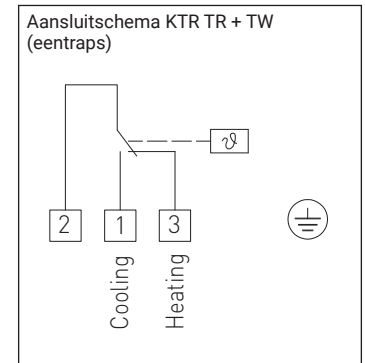 Aansluitschema KTR TR + TW
(eentraps)
ϑ
2 1 3
Cooling
Heating